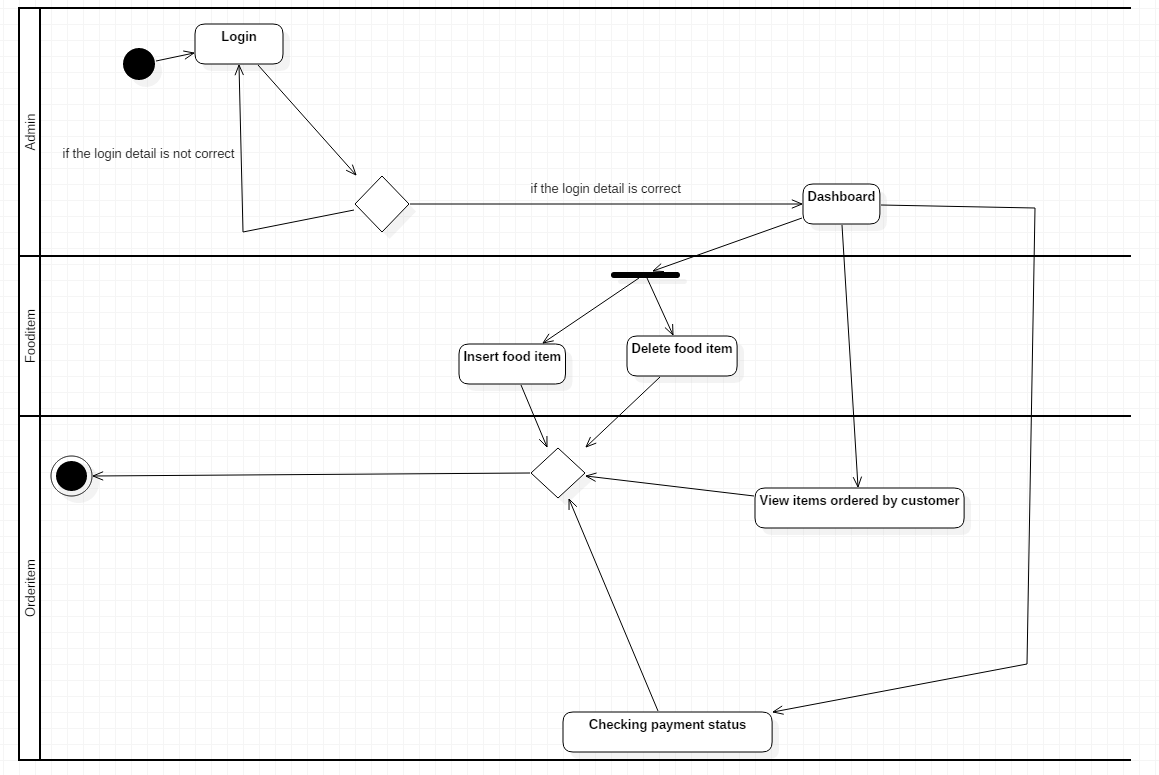 Admin
Login
if the login detail is not correct
if the login detail is correct
Dashboard
Fooditem
Insert food item
Delete food item
Orderitem
View items ordered by customer
Checking payment status